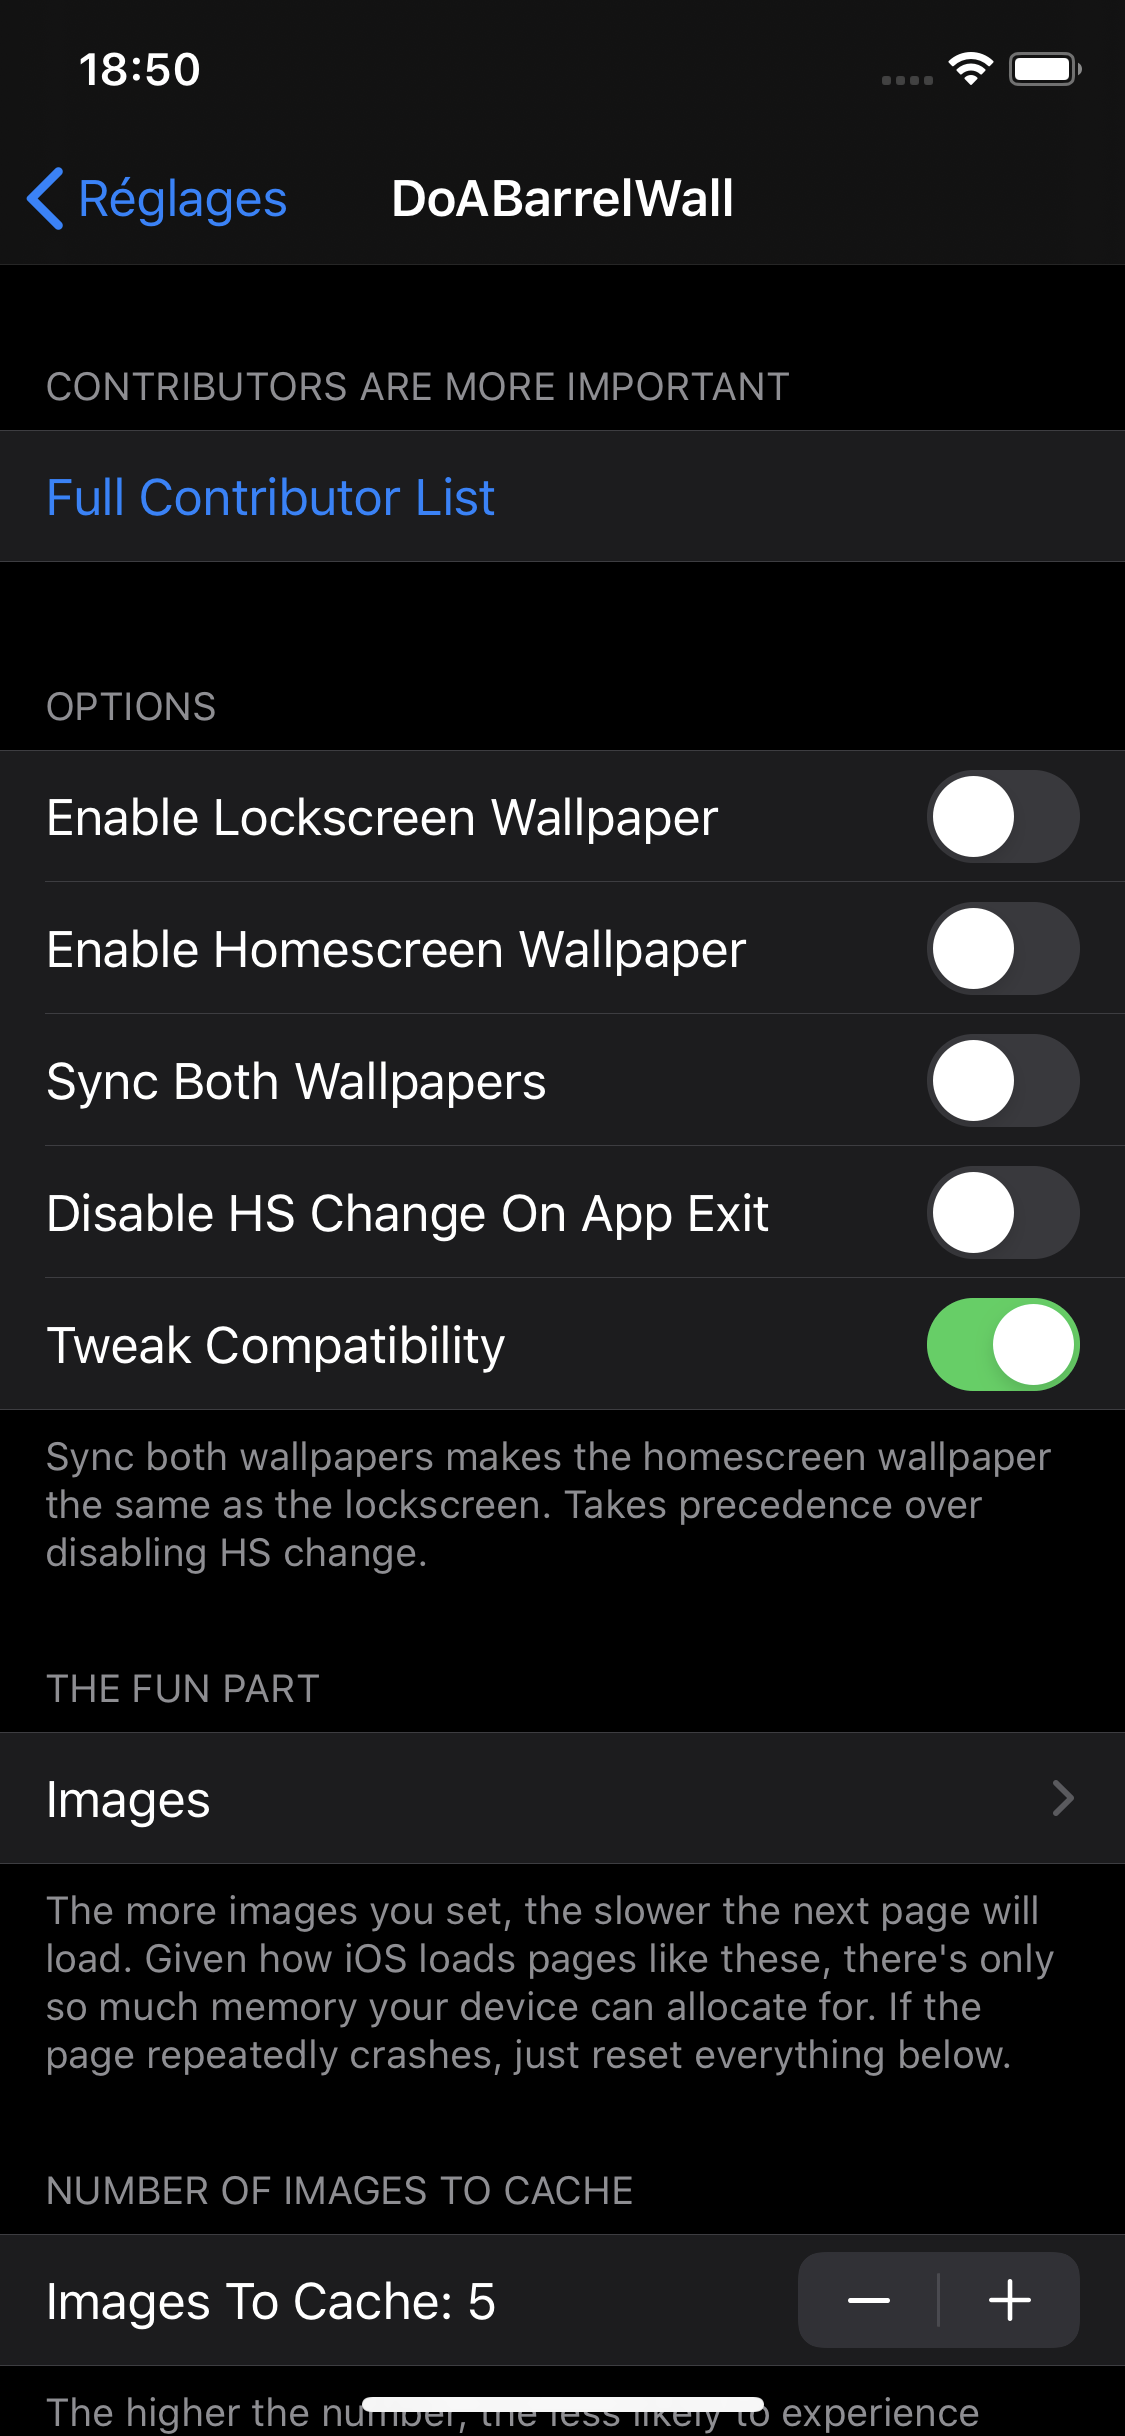 18:50
Réglages
DoABarrelWall
CONTRIBUTORS ARE MORE IMPORTANT
Full Contributor List
OPTIONS
Enable Lockscreen Wallpaper
Enable Homescreen Wallpaper
Sync Both Wallpapers
Disable HS Change On App Exit
Tweak Compatibility
Sync both wallpapers makes the homescreen wallpaper
the same as the lockscreen. Takes precedence over
disabling HS change.
THE FUN PART
Images
The more images you set, the slower the next page will
load. Given how iOS loads pages like these, there's only
so much memory your device can allocate for. If the
page repeatedly crashes, just reset everything below.
NUMBER OF IMAGES TO CACHE
Images To Cache: 5
The higher the number, the less likely to experience